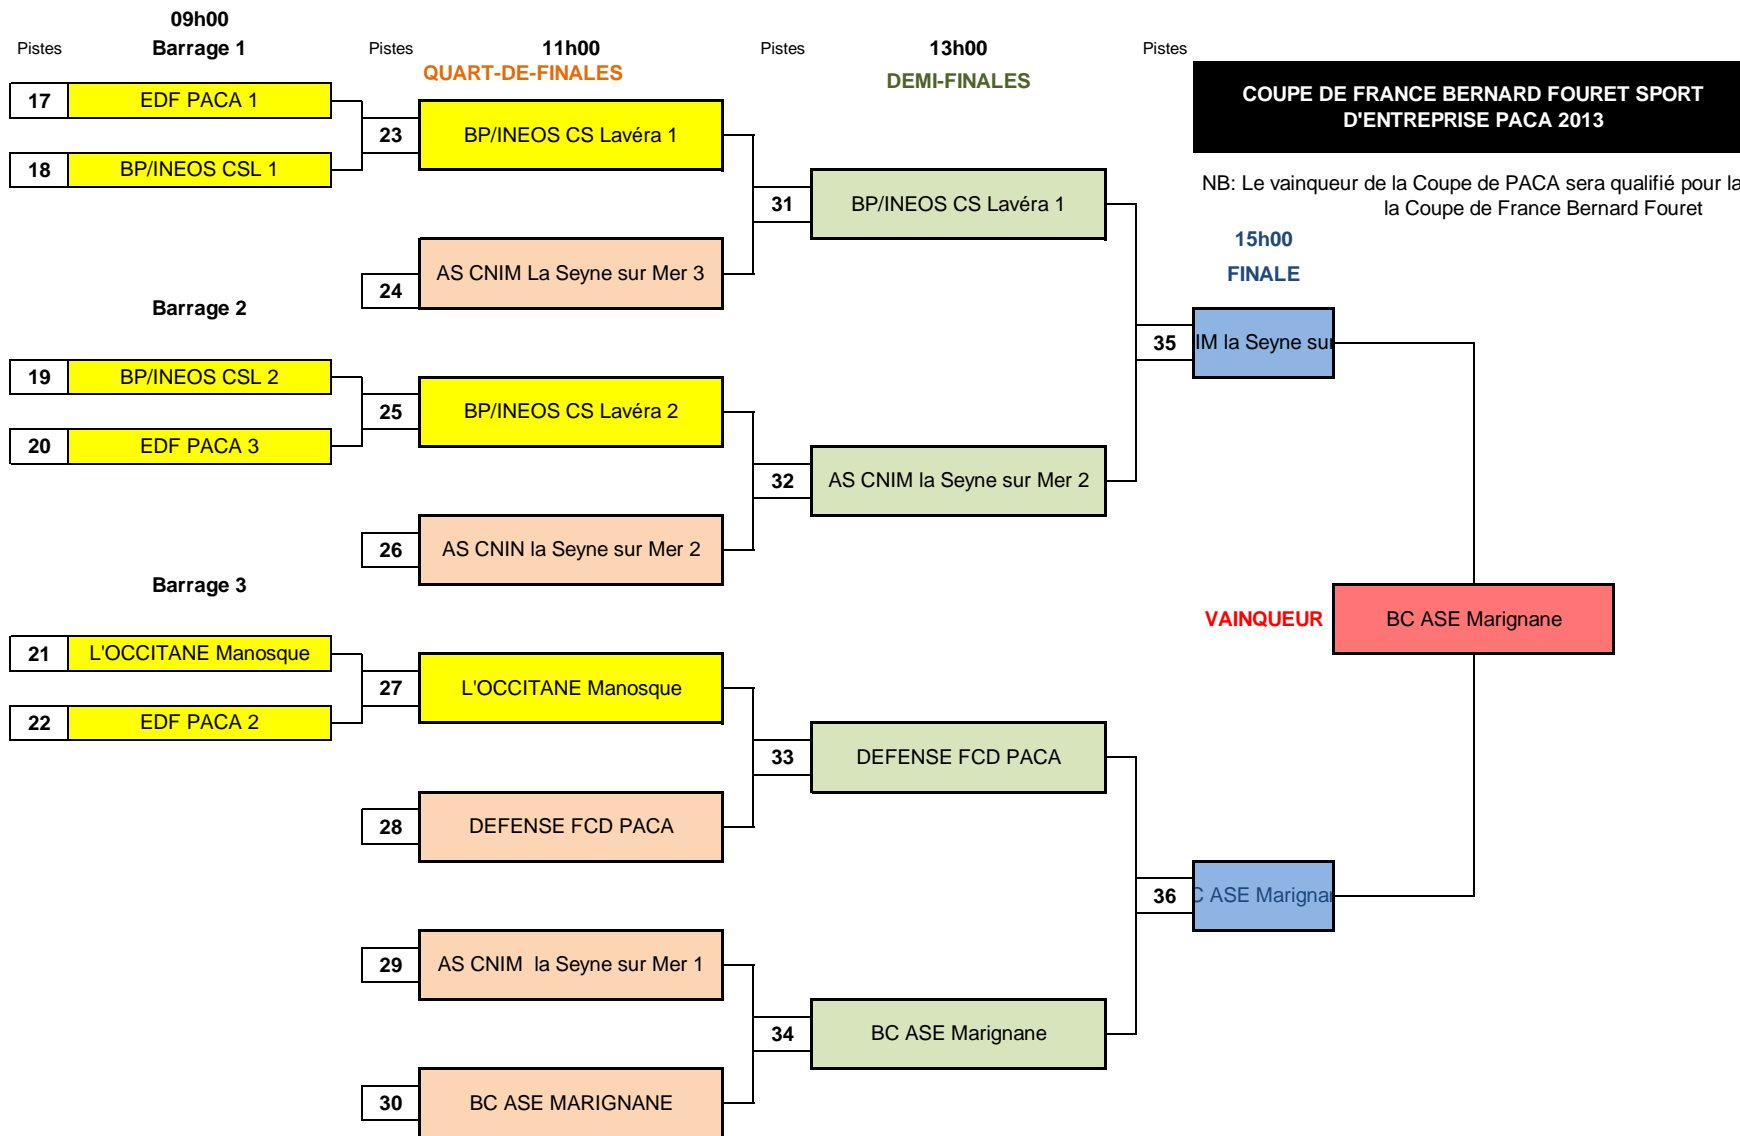 09h00
Pistes Barrage 1 Pistes 11h00 Pistes 13h00 Pistes
QUART-DE-FINALES
DEMI-FINALES
COUPE DE FRANCE BERNARD FOURET SPORT
D'ENTREPRISE PACA 2013
17 EDF PACA 1
23 BP/INEOS CS Lavéra 1
18 BP/INEOS CSL 1
NB: Le vainqueur de la Coupe de PACA sera qualifié pour la
la Coupe de France Bernard Fouret
31 BP/INEOS CS Lavéra 1
15h00
FINALE
24 AS CNIM La Seyne sur Mer 3
Barrage 2
35 IM la Seyne sur
19 BP/INEOS CSL 2
25 BP/INEOS CS Lavéra 2
20 EDF PACA 3
32 AS CNIM la Seyne sur Mer 2
26 AS CNIN la Seyne sur Mer 2
Barrage 3
VAINQUEUR BC ASE Marignane
21 L'OCCITANE Manosque
27 L'OCCITANE Manosque
22 EDF PACA 2
33 DEFENSE FCD PACA
28 DEFENSE FCD PACA
36 C ASE Marignan
29 AS CNIM  la Seyne sur Mer 1
34 BC ASE Marignane
30 BC ASE MARIGNANE